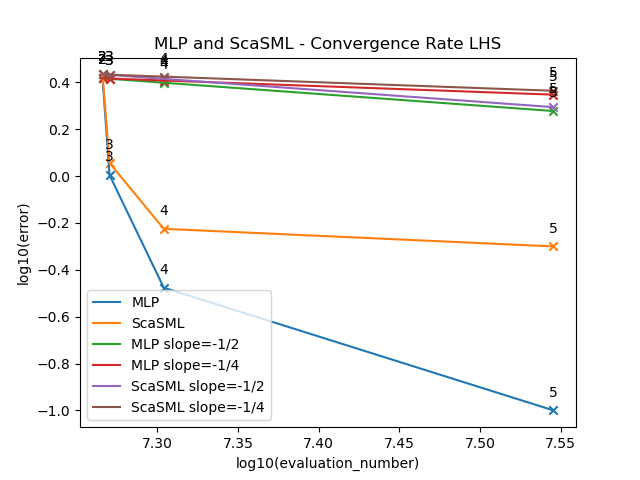 MLP and ScaSML - Convergence Rate LHS
log10(error)
0.4
0.2
0.0
−0.2
−0.4
−0.6
−0.8
−1.0
2
3
4
5
3
3
4
5
4
5
MLP
ScaSML
MLP slope=-1/2
MLP slope=-1/4
ScaSML slope=-1/2
ScaSML slope=-1/4
7.30
7.35
7.40
7.45
7.50
7.55
log10(evaluation_number)